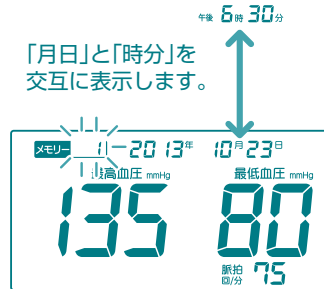 午後 6時 30分
「月日」と「時分」を
交互に表示します。
メモリー 1 2013年 10月23日
最高血圧 mmHg 最低血圧 mmHg
135 80
脈拍 回/分 75